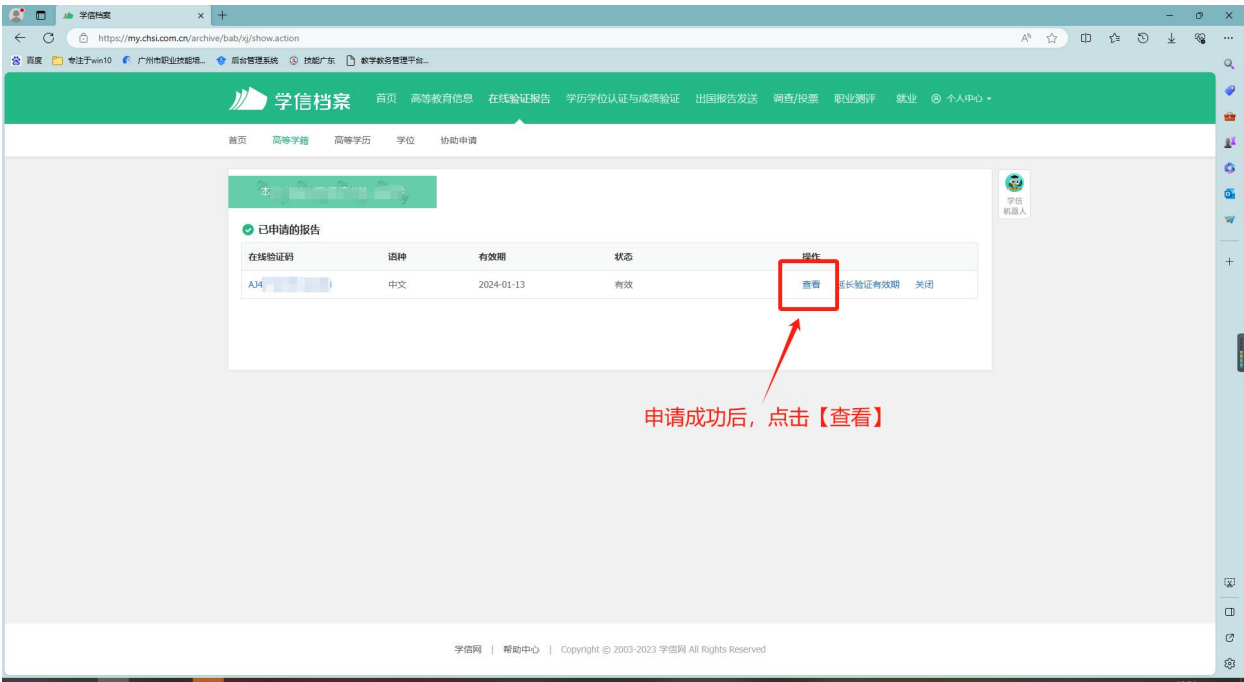 学信档案
https://my.chsi.com.cn/archive/bab/xj/show.action
百度 专注于win10 广州市职业技能培... 后台管理系统 技能广东 教学教务管理平台...
学信档案 首页 高等教育信息 在线验证报告 学历学位认证与成绩验证 出国报告发送 调查/投票 职业测评 就业 个人中心
首页 高等学籍 高等学历 学位 协助申请
学信
机器人
已申请的报告
在线验证码 语种 有效期 状态 操作
AJ4 中文 2024-01-13 有效 查看 延长验证有效期 关闭
申请成功后，点击【查看】
学信网 | 帮助中心 | Copyright © 2003-2023 学信网 All Rights Reserved